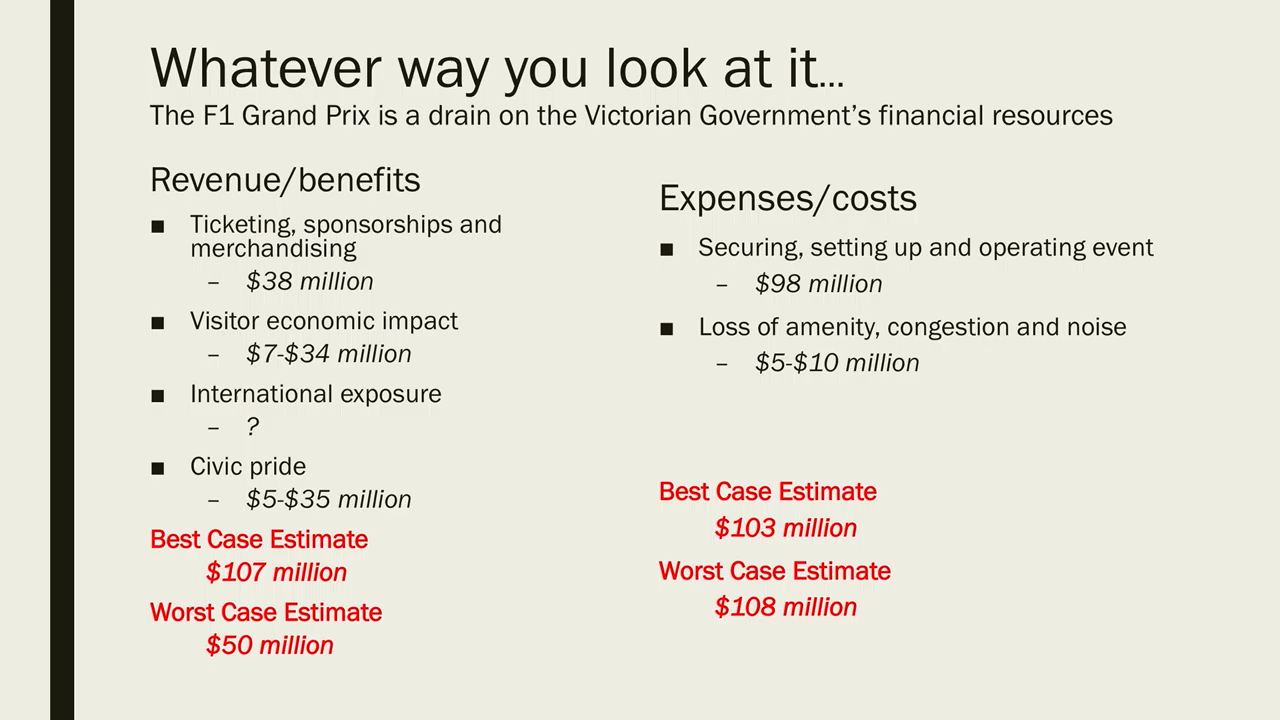 Whatever way you look at it...
The F1 Grand Prix is a drain on the Victorian Government’s financial resources
Revenue/benefits
■ Ticketing, sponsorships and
merchandising
– $38 million
■ Visitor economic impact
– $7-$34 million
■ International exposure
– ?
■ Civic pride
– $5-$35 million
Best Case Estimate
$107 million
Worst Case Estimate
$50 million
Expenses/costs
■ Securing, setting up and operating event
– $98 million
■ Loss of amenity, congestion and noise
– $5-$10 million
Best Case Estimate
$103 million
Worst Case Estimate
$108 million